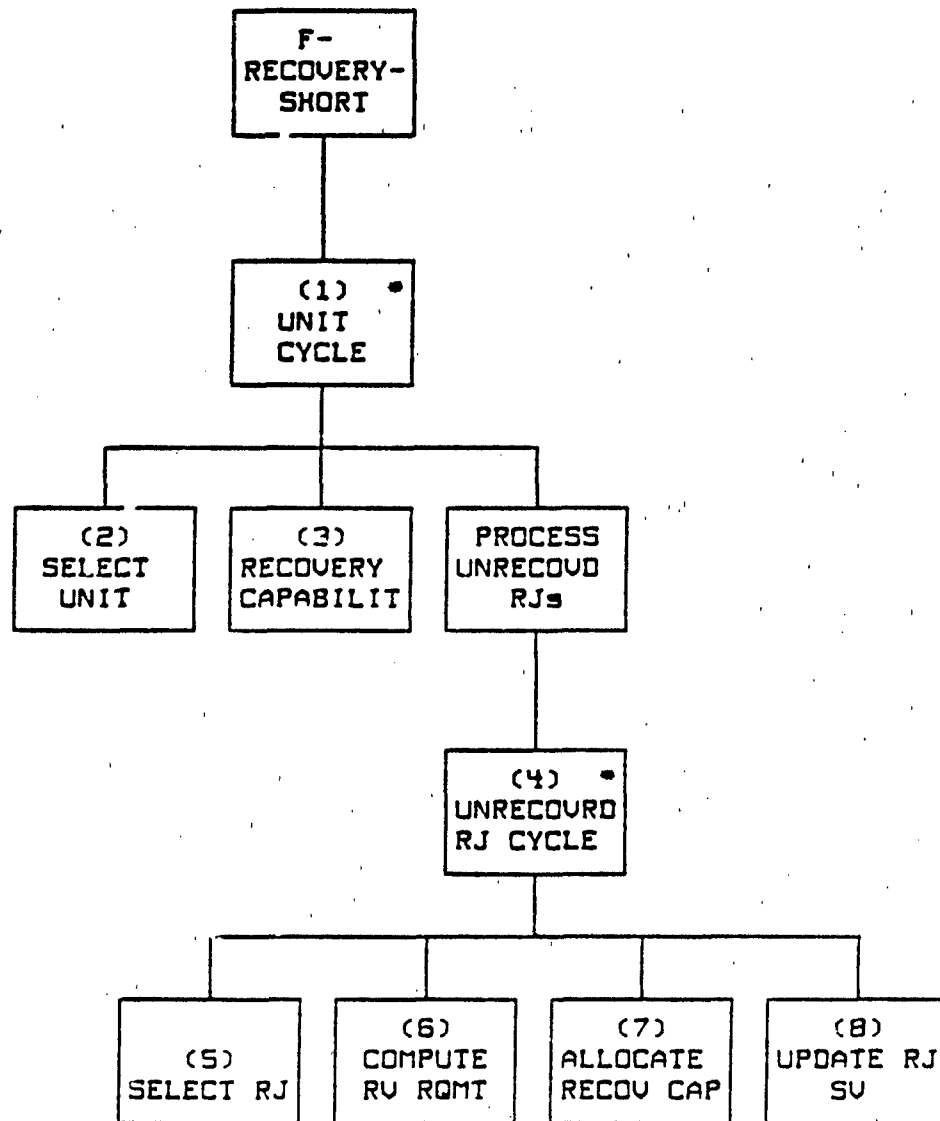 F-
RECOVERY-
SHORT
(1) *
UNIT
CYCLE
(2)
SELECT
UNIT
(3)
RECOVERY
CAPABILIT
PROCESS
UNRECOVD
RJs
(4) *
UNRECOVRD
RJ CYCLE
(5)
SELECT RJ
(6)
COMPUTE
RV RQMT
(7)
ALLOCATE
RECOV CAP
(8)
UPDATE RJ
SV